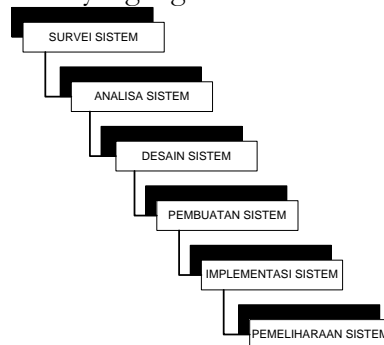 SURVEI SISTEM
ANALISA SISTEM
DESAIN SISTEM
PEMBUATAN SISTEM
IMPLEMENTASI SISTEM
PEMELIHARAAN SISTEM